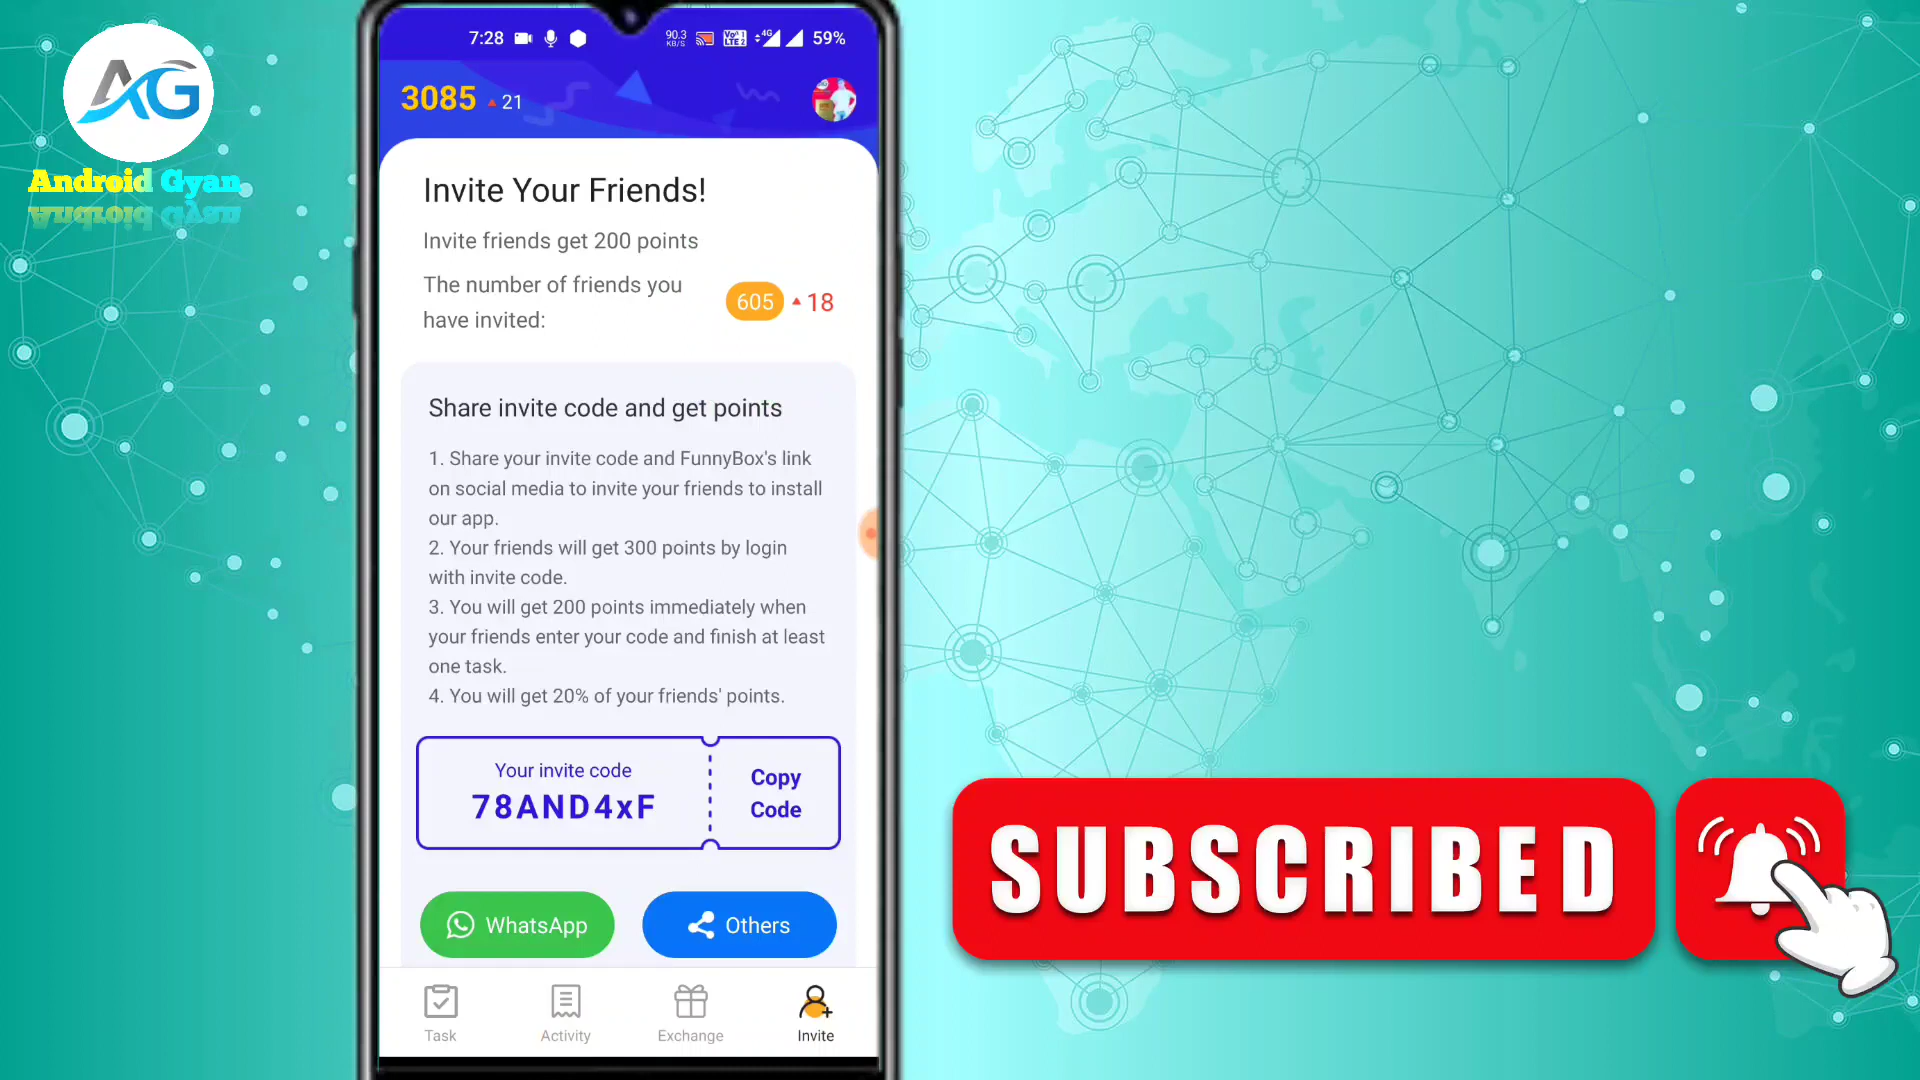 AG
Android Gyan
7:28
90.3
KB/S
4G
59%
3085
21
Invite Your Friends!
Invite friends get 200 points
The number of friends you
have invited:
605
18
Share invite code and get points
1. Share your invite code and FunnyBox's link
on social media to invite your friends to install
our app.
2. Your friends will get 300 points by login
with invite code.
3. You will get 200 points immediately when
your friends enter your code and finish at least
one task.
4. You will get 20% of your friends' points.
Your invite code
78AND4xF
Copy
Code
WhatsApp
Others
Task
Activity
Exchange
Invite
SUBSCRIBED